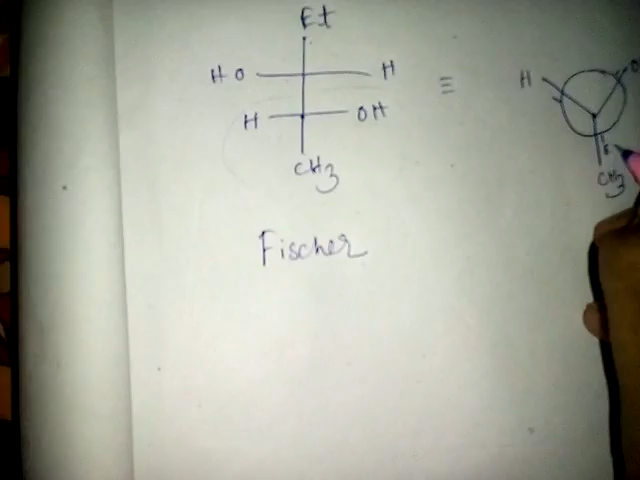 Et
HO H
H OH
CH3
≡
H O
CH3
Fischer